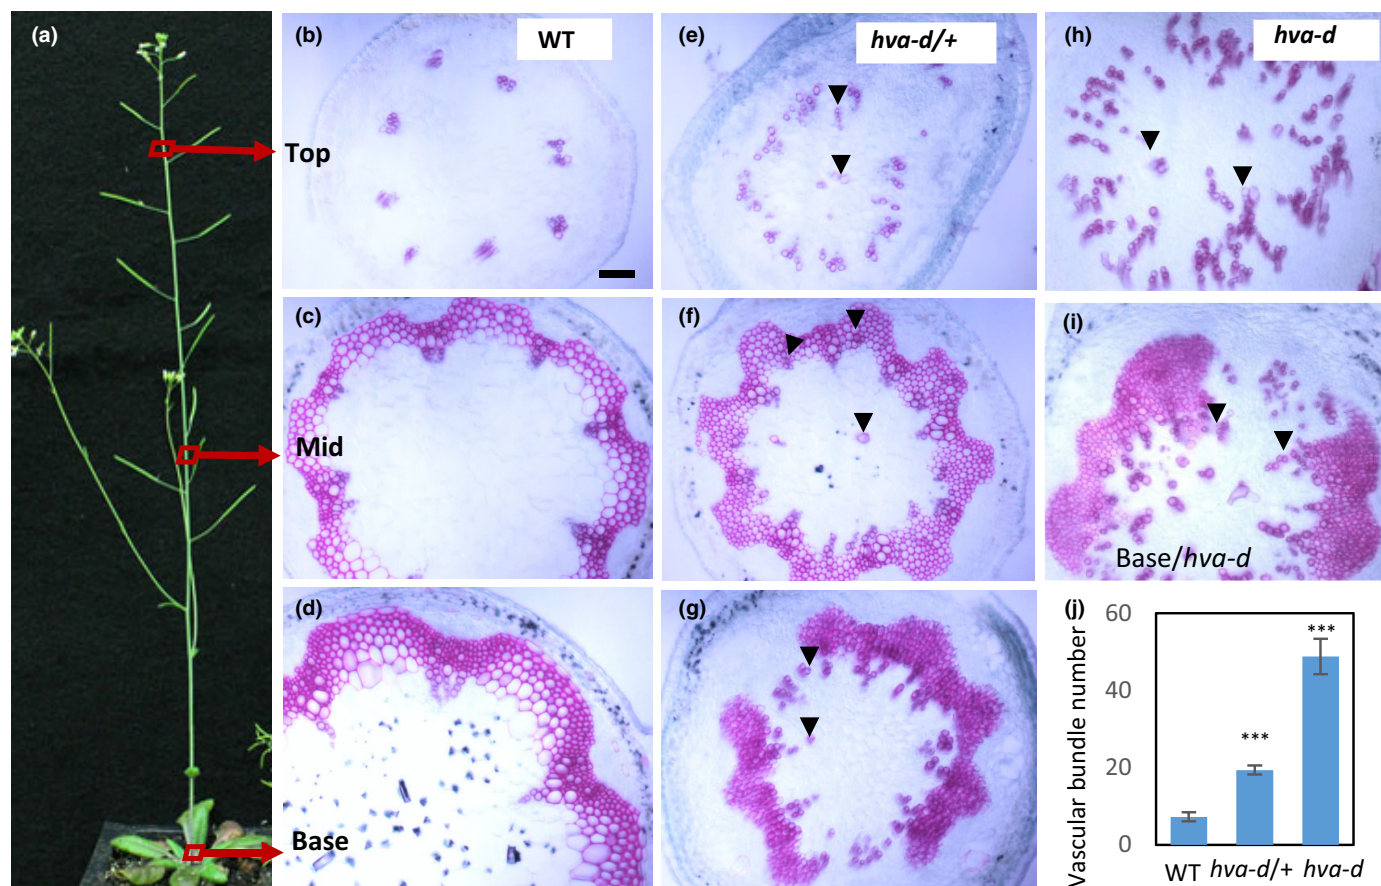 (a)
(b)
WT
(e)
hva-d/+
(h)
hva-d
Top
(c)
(f)
(i)
Mid
Base/hva-d
(d)
(g)
(j)
Base
Vascular bundle number
60
40
20
0
***
***
WT hva-d/+ hva-d